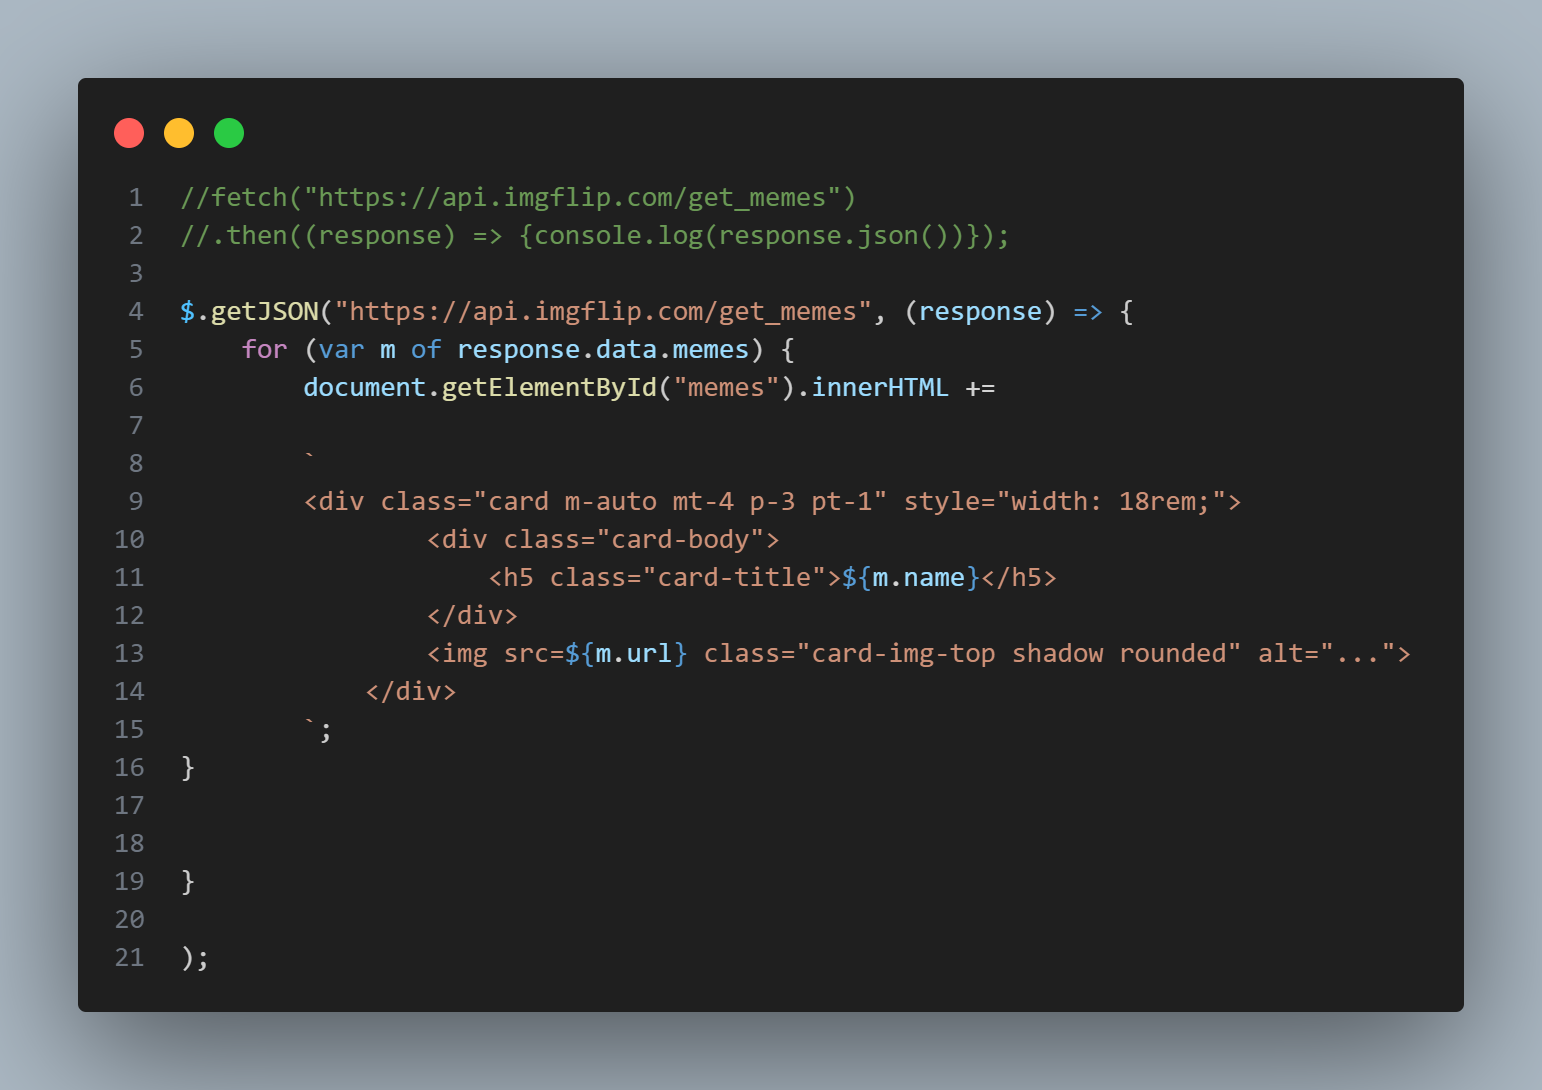 1 //fetch("https://api.imgflip.com/get_memes")
2 //.then((response) => {console.log(response.json())});
3
4 $.getJSON("https://api.imgflip.com/get_memes", (response) => {
5     for (var m of response.data.memes) {
6         document.getElementById("memes").innerHTML +=
7
8         `
9         <div class="card m-auto mt-4 p-3 pt-1" style="width: 18rem;">
10                 <div class="card-body">
11                     <h5 class="card-title">${m.name}</h5>
12                 </div>
13                 <img src=${m.url} class="card-img-top shadow rounded" alt="...">
14             </div>
15         `;
16 }
17
18
19 }
20
21 );